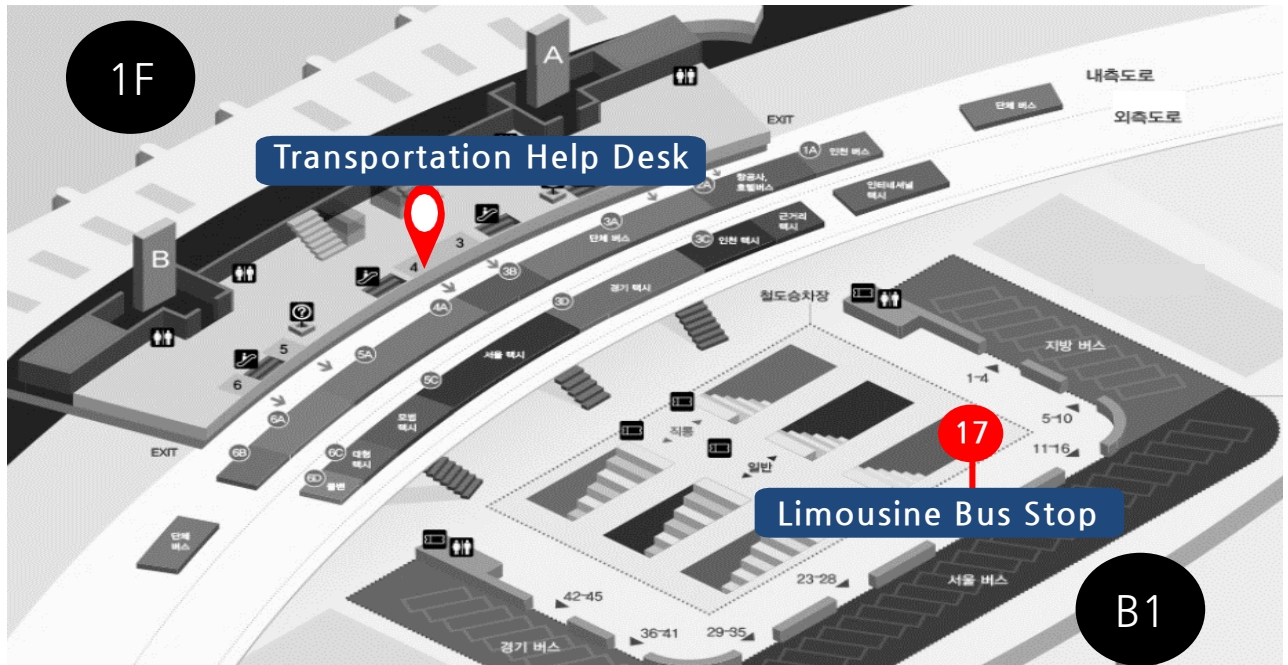 1F
A
내측도로
단체 버스
외측도로
EXIT
Transportation Help Desk
1A
인천 버스
2A
항공사,
호텔버스
인터내셔널
택시
3A
단체 버스
근거리
택시
3C
인천 택시
B
3
4
3B
3D
경기 택시
4A
철도승차장
?
5
5A
서울 택시
지방 버스
6
5C
1-4
6A
모범
택시
5-10
직통
17
11-16
EXIT
6B
6C
대형
택시
일반
6D
콜밴
Limousine Bus Stop
단체
버스
23-28
서울 버스
42-45
B1
36-41
29-35
경기 버스